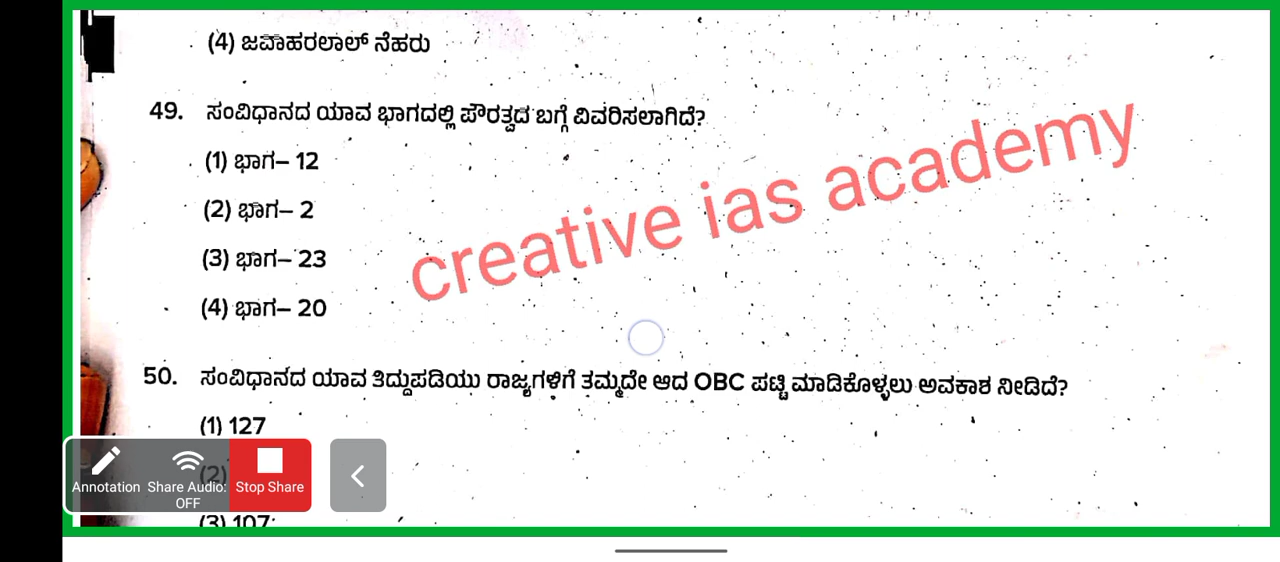 (4) ಜವಾಹರಲಾಲ್ ನೆಹರು
49. ಸಂವಿಧಾನದ ಯಾವ ಭಾಗದಲ್ಲಿ ಪೌರತ್ವದ ಬಗ್ಗೆ ವಿವರಿಸಲಾಗಿದೆ?
(1) ಭಾಗ– 12
(2) ಭಾಗ– 2
(3) ಭಾಗ– 23
(4) ಭಾಗ– 20
creative ias academy
50. ಸಂವಿಧಾನದ ಯಾವ ತಿದ್ದುಪಡಿಯು ರಾಜ್ಯಗಳಿಗೆ ತಮ್ಮದೇ ಆದ OBC ಪಟ್ಟಿ ಮಾಡಿಕೊಳ್ಳಲು ಅವಕಾಶ ನೀಡಿದೆ?
(1) 127
(2)
(3) 107
Annotation
Share Audio: OFF
Stop Share